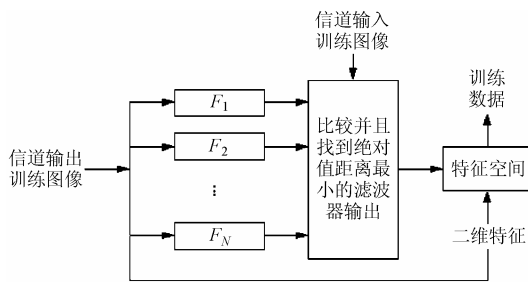 信道输入
训练图像
信道输出
训练图像
F1
F2
⋮
FN
比较并且
找到绝对
值距离最
小的滤波
器输出
训练
数据
特征空间
二维特征